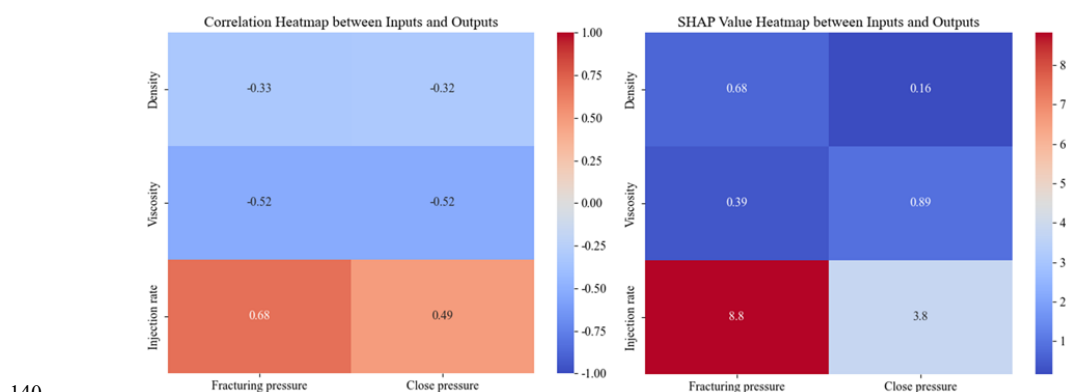 Correlation Heatmap between Inputs and Outputs
Density
-0.33
-0.32
Viscosity
-0.52
-0.52
Injection rate
0.68
0.49
Fracturing pressure
Close pressure
1.00
0.75
0.50
0.25
0.00
-0.25
-0.50
-0.75
-1.00
SHAP Value Heatmap between Inputs and Outputs
Density
0.68
0.16
Viscosity
0.39
0.89
Injection rate
8.8
3.8
Fracturing pressure
Close pressure
8
7
6
5
4
3
2
1
140